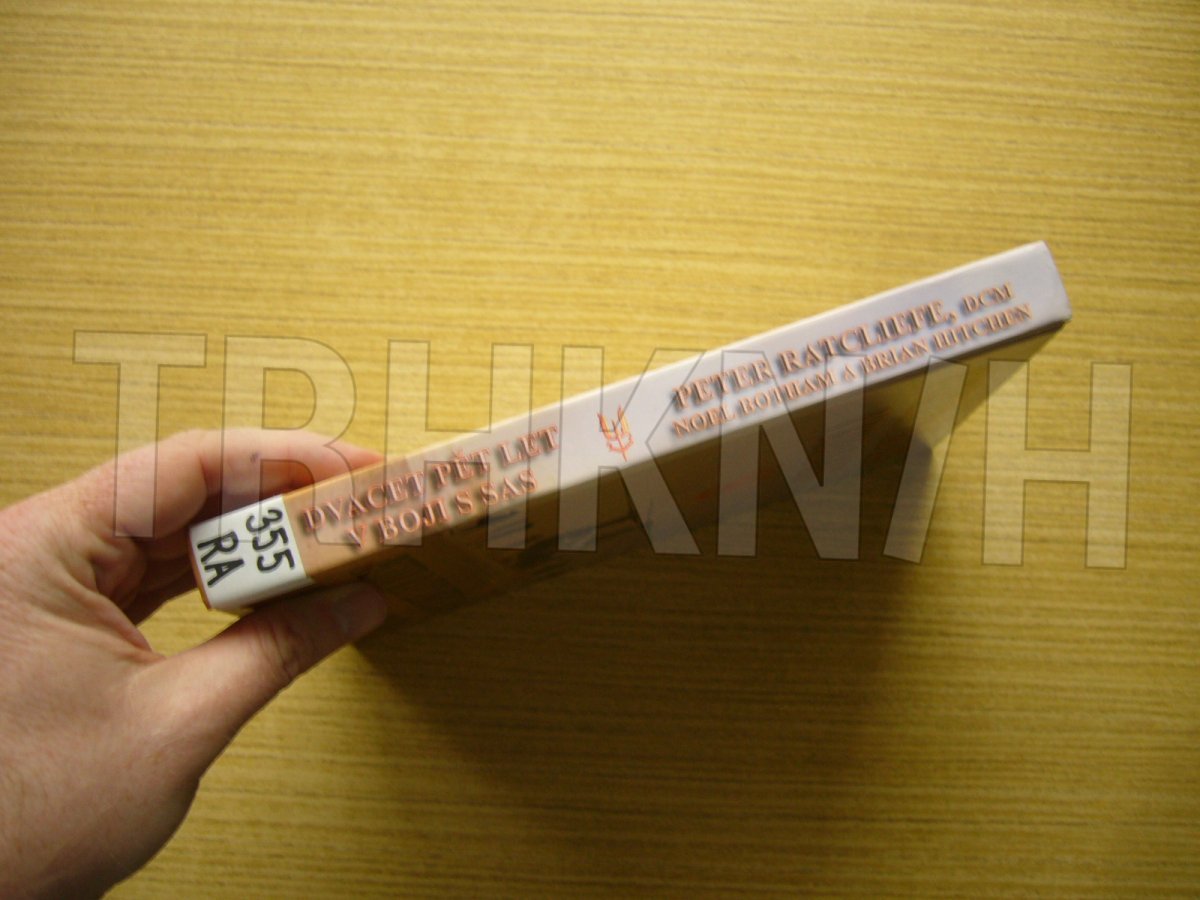 DVACET PĚT LET
V BOJI S SAS
PETER RATCLIFFE, DCM
NOEL BOTHAM A BRIAN HITCHEN
355
RA
TRHKNIH